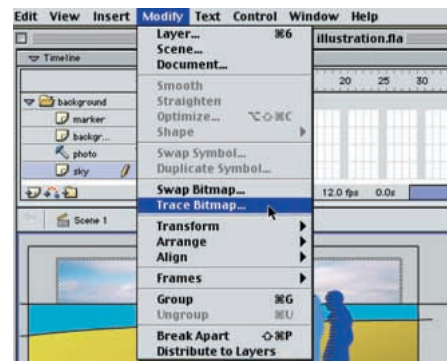 Edit View Insert Modify Text Control Window Help
Layer... ⌘6
illustration.fla
Scene...
Timeline
Document...
20 25 30
Smooth
background
Straighten
marker
Optimize... ⌥⇧⌘C
backgr...
Shape
photo
Swap Symbol...
sky
Duplicate Symbol...
Swap Bitmap...
12.0 fps 0.0s
Trace Bitmap...
Scene 1
Transform
Arrange
Align
Frames
Group ⌘G
Ungroup ⌘U
Break Apart ⇧⌘P
Distribute to Layers